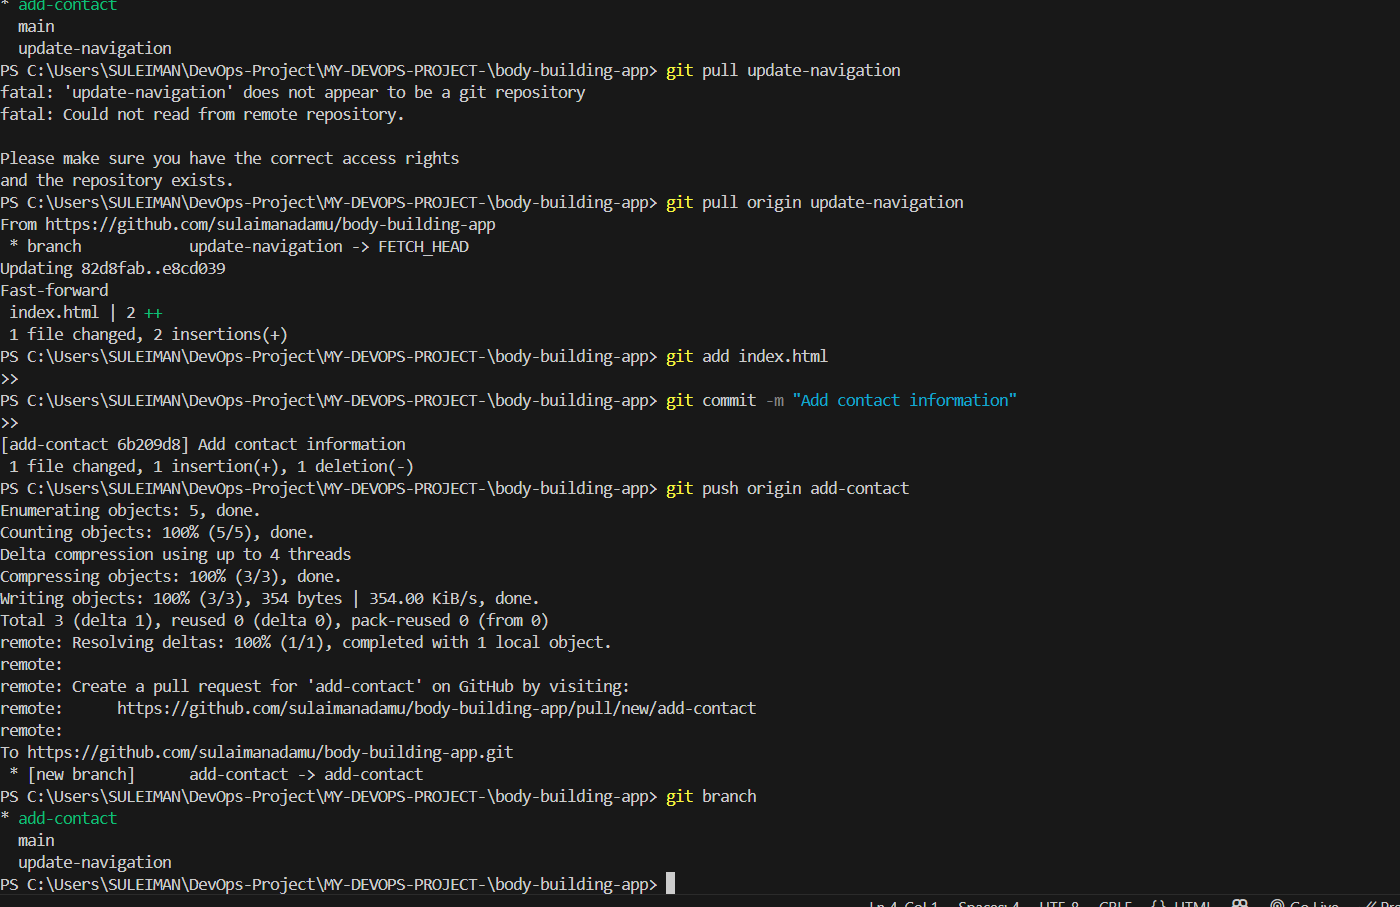 * add-contact
  main
  update-navigation
PS C:\Users\SULEIMAN\DevOps-Project\MY-DEVOPS-PROJECT-\body-building-app> git pull update-navigation
fatal: 'update-navigation' does not appear to be a git repository
fatal: Could not read from remote repository.

Please make sure you have the correct access rights
and the repository exists.
PS C:\Users\SULEIMAN\DevOps-Project\MY-DEVOPS-PROJECT-\body-building-app> git pull origin update-navigation
From https://github.com/sulaimanadamu/body-building-app
 * branch            update-navigation -> FETCH_HEAD
Updating 82d8fab..e8cd039
Fast-forward
 index.html | 2 ++
 1 file changed, 2 insertions(+)
PS C:\Users\SULEIMAN\DevOps-Project\MY-DEVOPS-PROJECT-\body-building-app> git add index.html
>>
PS C:\Users\SULEIMAN\DevOps-Project\MY-DEVOPS-PROJECT-\body-building-app> git commit -m "Add contact information"
>>
[add-contact 6b209d8] Add contact information
 1 file changed, 1 insertion(+), 1 deletion(-)
PS C:\Users\SULEIMAN\DevOps-Project\MY-DEVOPS-PROJECT-\body-building-app> git push origin add-contact
Enumerating objects: 5, done.
Counting objects: 100% (5/5), done.
Delta compression using up to 4 threads
Compressing objects: 100% (3/3), done.
Writing objects: 100% (3/3), 354 bytes | 354.00 KiB/s, done.
Total 3 (delta 1), reused 0 (delta 0), pack-reused 0 (from 0)
remote: Resolving deltas: 100% (1/1), completed with 1 local object.
remote:
remote: Create a pull request for 'add-contact' on GitHub by visiting:
remote:      https://github.com/sulaimanadamu/body-building-app/pull/new/add-contact
remote:
To https://github.com/sulaimanadamu/body-building-app.git
 * [new branch]      add-contact -> add-contact
PS C:\Users\SULEIMAN\DevOps-Project\MY-DEVOPS-PROJECT-\body-building-app> git branch
* add-contact
  main
  update-navigation
PS C:\Users\SULEIMAN\DevOps-Project\MY-DEVOPS-PROJECT-\body-building-app>
Ln 4, Col 1 Spaces: 4 UTF-8 CRLF {} HTML Go Live